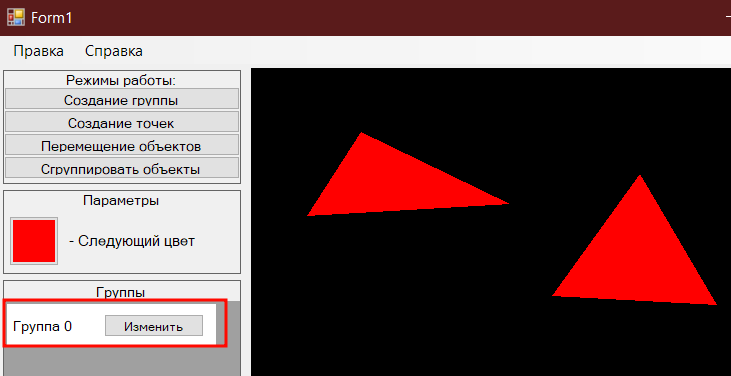 Form1
Правка Справка
Режимы работы:
Создание группы
Создание точек
Перемещение объектов
Сгруппировать объекты
Параметры
- Следующий цвет
Группы
Группа 0 Изменить